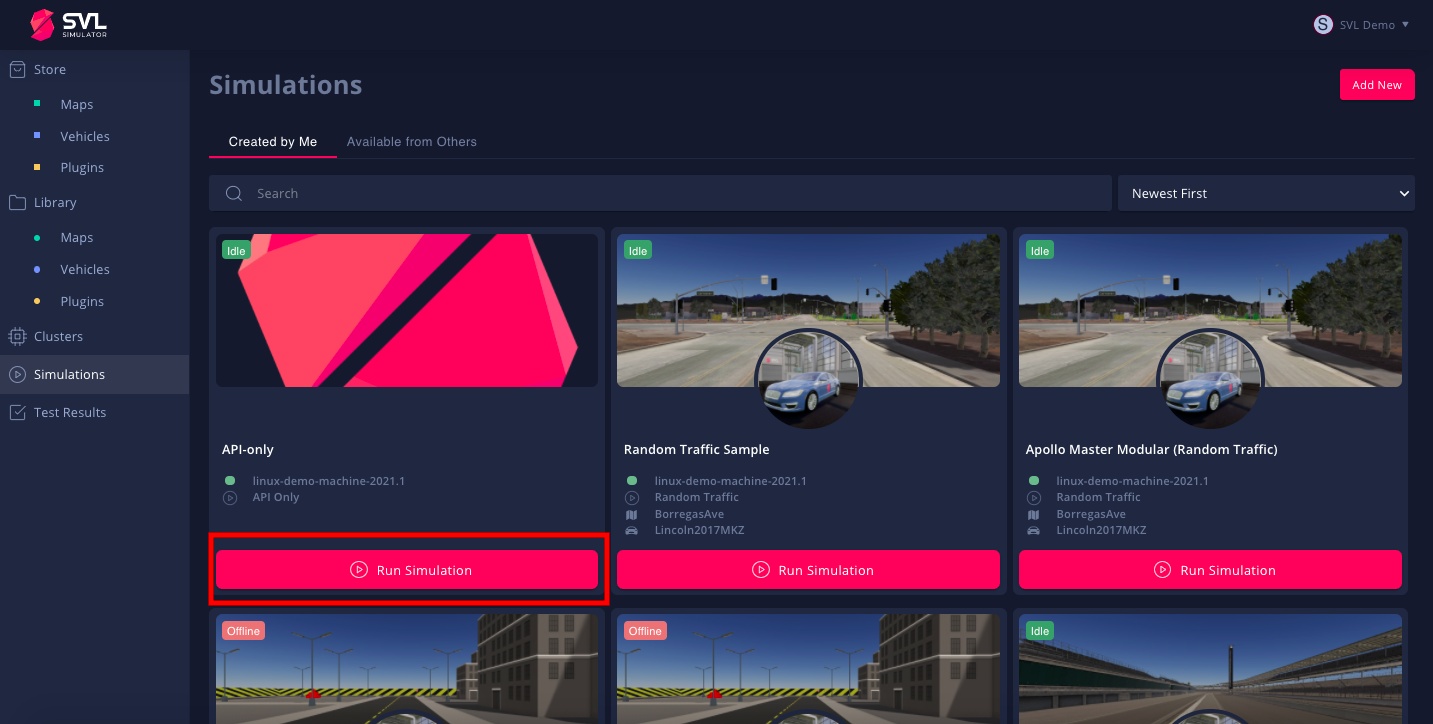 SVL
SIMULATOR
S SVL Demo
Store
Maps
Vehicles
Plugins
Library
Maps
Vehicles
Plugins
Clusters
Simulations
Test Results
Simulations
Add New
Created by Me
Available from Others
Search
Newest First
Idle
API-only
linux-demo-machine-2021.1
API Only
Run Simulation
Idle
Random Traffic Sample
linux-demo-machine-2021.1
Random Traffic
BorregasAve
Lincoln2017MKZ
Run Simulation
Idle
Apollo Master Modular (Random Traffic)
linux-demo-machine-2021.1
Random Traffic
BorregasAve
Lincoln2017MKZ
Run Simulation
Offline
Offline
Idle